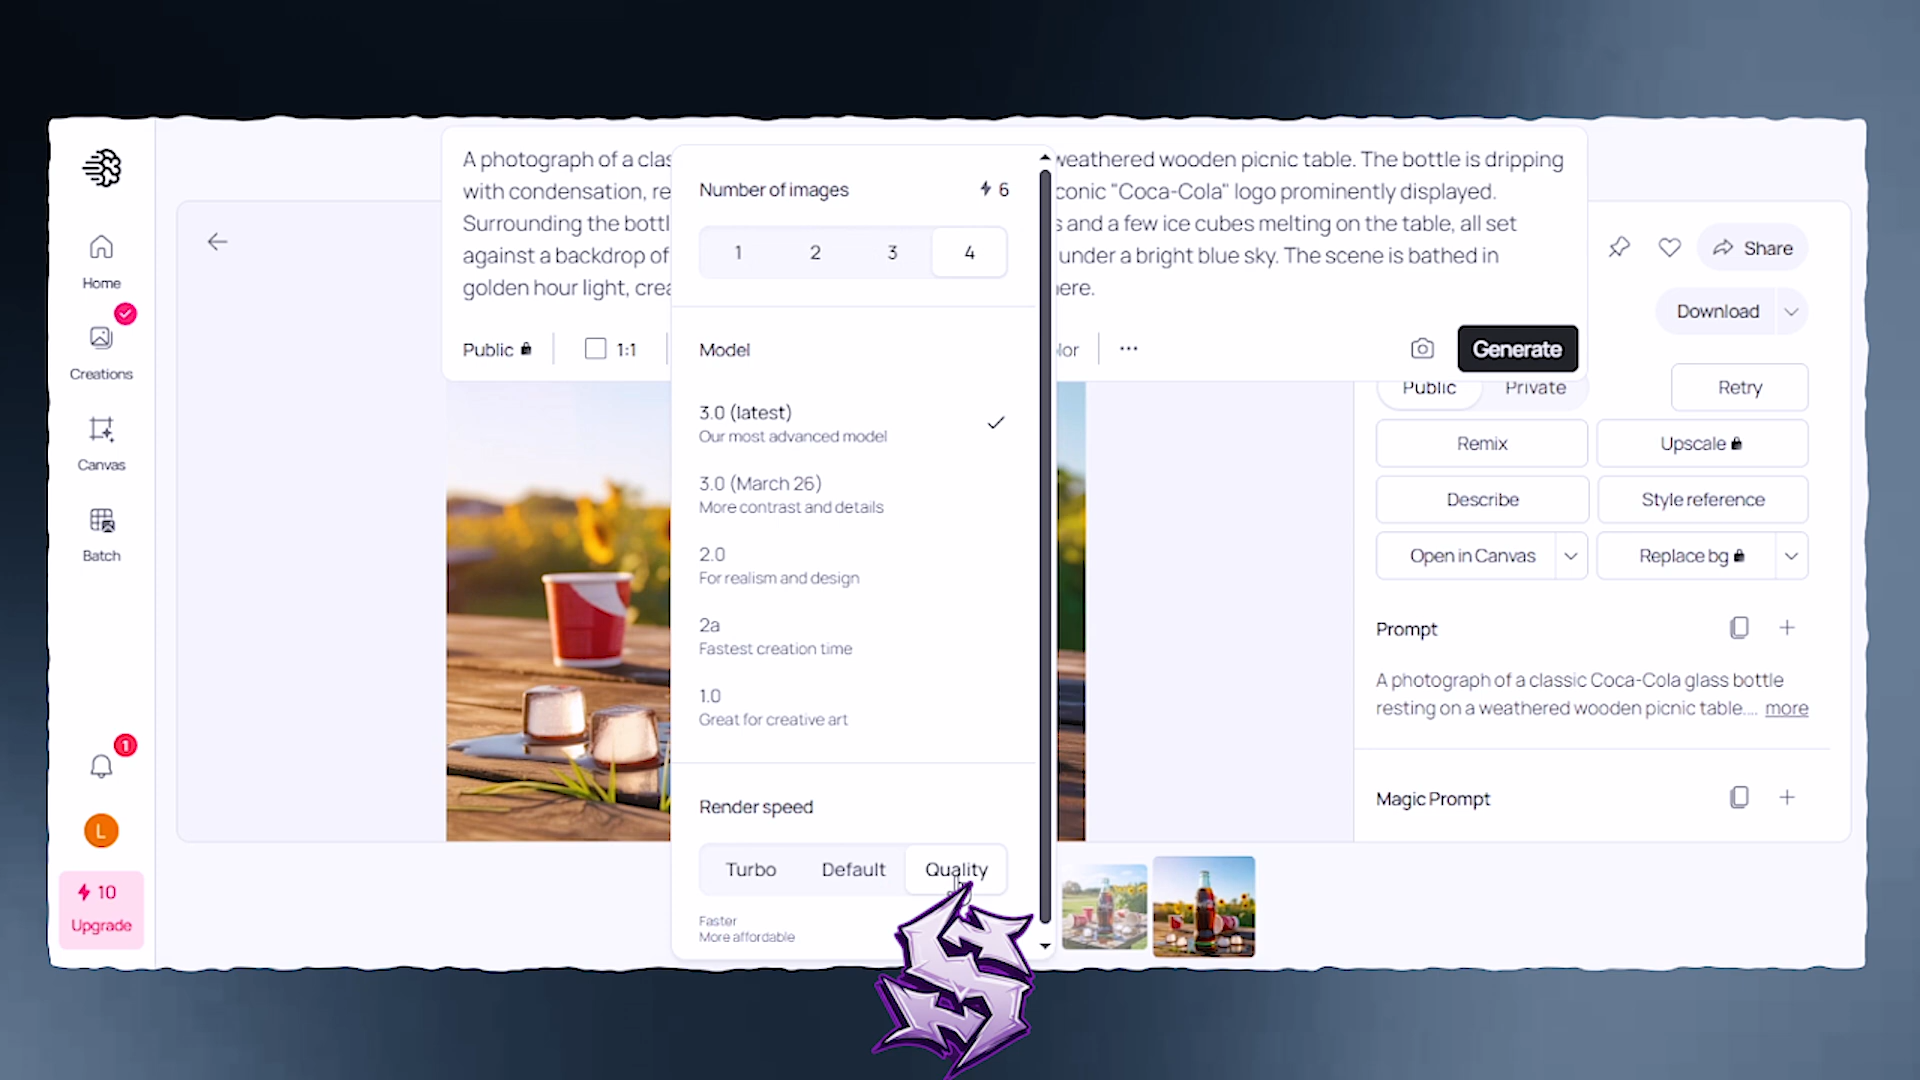 Home
Creations
Canvas
Batch
1
L
10
Upgrade
A photograph of a
weathered wooden picnic table. The bottle is dripping
with condensation,
iconic "Coca-Cola" logo prominently displayed.
Surrounding the
and a few ice cubes melting on the table, all set
against a backdrop of
under a bright blue sky. The scene is bathed in
golden hour light,
Public
1:1
...
Generate
Number of images
6
1 2 3 4
Model
3.0 (latest)
Our most advanced model
3.0 (March 26)
More contrast and details
2.0
For realism and design
2a
Fastest creation time
1.0
Great for creative art
Render speed
Turbo Default Quality
Faster
More affordable
Share
Download
Public Private
Retry
Remix
Upscale
Describe
Style reference
Open in Canvas
Replace bg
Prompt
A photograph of a classic Coca-Cola glass bottle
resting on a weathered wooden picnic table.... more
Magic Prompt